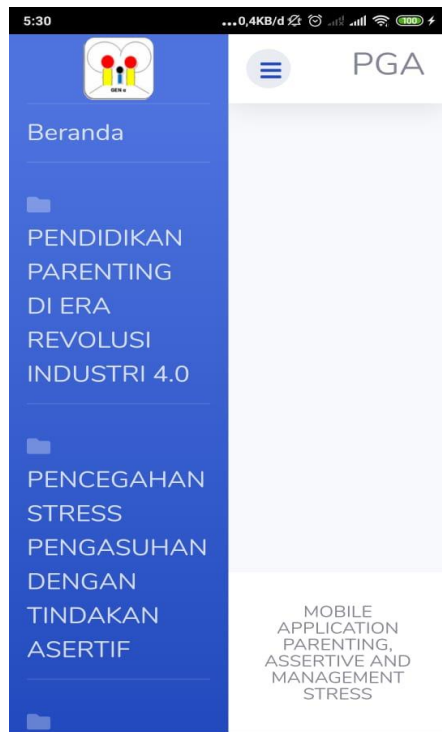 5:30
...0,4KB/d
100
GEN α
PGA
Beranda
PENDIDIKAN
PARENTING
DI ERA
REVOLUSI
INDUSTRI 4.0
PENCEGAHAN
STRESS
PENGASUHAN
DENGAN
TINDAKAN
ASERTIF
MOBILE
APPLICATION
PARENTING,
ASSERTIVE AND
MANAGEMENT
STRESS